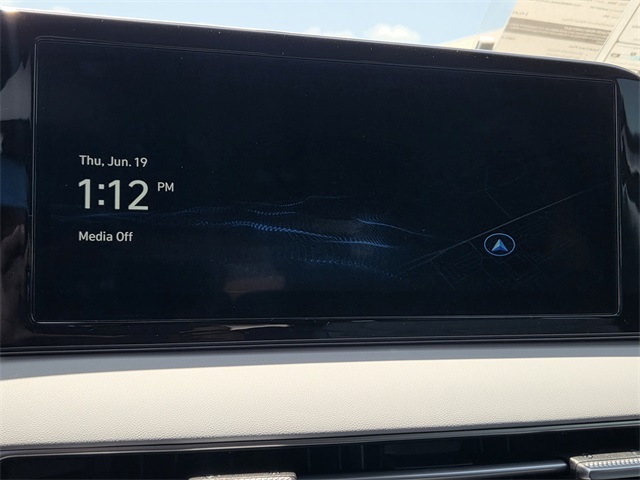 Thu, Jun. 19
1:12 PM
Media Off